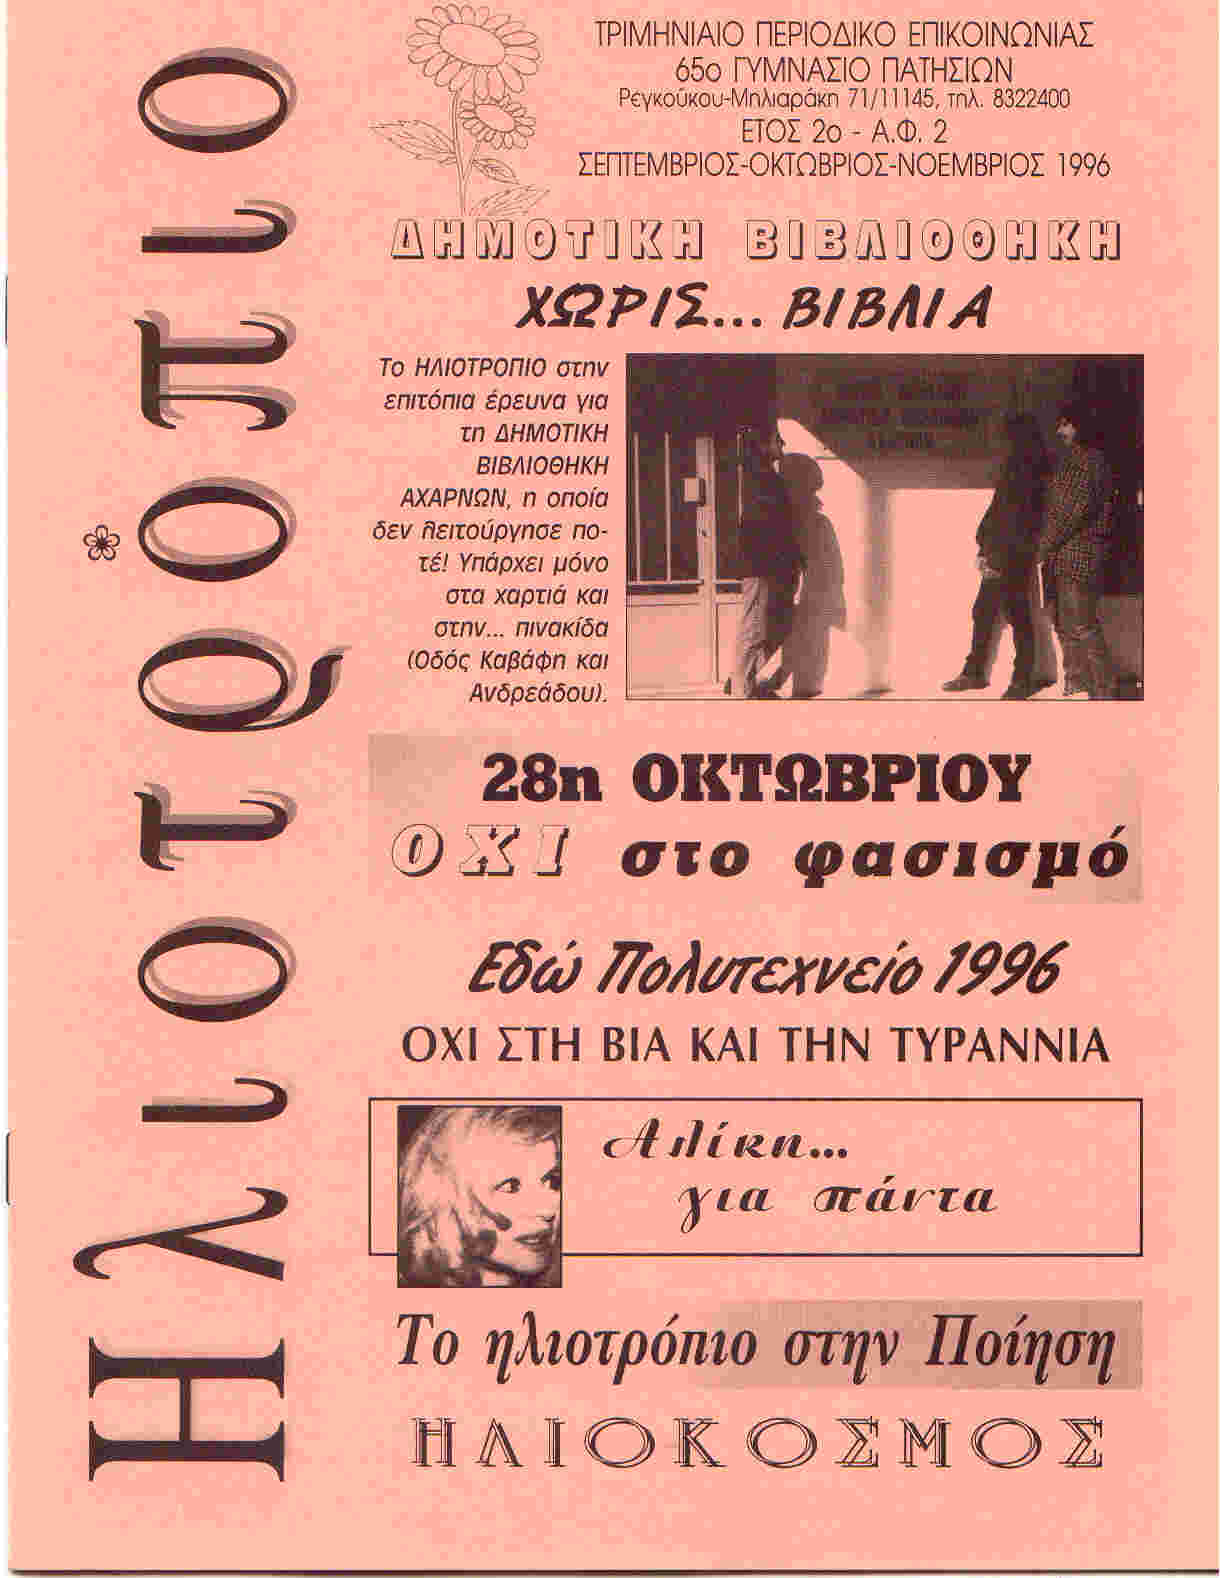 Ηλιοτρόπιο
ΤΡΙΜΗΝΙΑΙΟ ΠΕΡΙΟΔΙΚΟ ΕΠΙΚΟΙΝΩΝΙΑΣ
65ο ΓΥΜΝΑΣΙΟ ΠΑΤΗΣΙΩΝ
Ρεγκούκου-Μηλιαράκη 71/11145, τηλ. 8322400
ΕΤΟΣ 2ο - Α.Φ. 2
ΣΕΠΤΕΜΒΡΙΟΣ-ΟΚΤΩΒΡΙΟΣ-ΝΟΕΜΒΡΙΟΣ 1996
ΔΗΜΟΤΙΚΗ ΒΙΒΛΙΟΘΗΚΗ
ΧΩΡΙΣ... ΒΙΒΛΙΑ
Το ΗΛΙΟΤΡΟΠΙΟ στην
επιτόπια έρευνα για
τη ΔΗΜΟΤΙΚΗ
ΒΙΒΛΙΟΘΗΚΗ
ΑΧΑΡΝΩΝ, η οποία
δεν λειτούργησε πο-
τέ! Υπάρχει μόνο
στα χαρτιά και
στην... πινακίδα
(Οδός Καβάφη και
Ανδρεάδου).
28η ΟΚΤΩΒΡΙΟΥ
ΟΧΙ στο φασισμό
Εδώ Πολυτεχνείο 1996
ΟΧΙ ΣΤΗ ΒΙΑ ΚΑΙ ΤΗΝ ΤΥΡΑΝΝΙΑ
Αλίκη...
για πάντα
Το ηλιοτρόπιο στην Ποίηση
ΗΛΙΟΚΟΣΜΟΣ